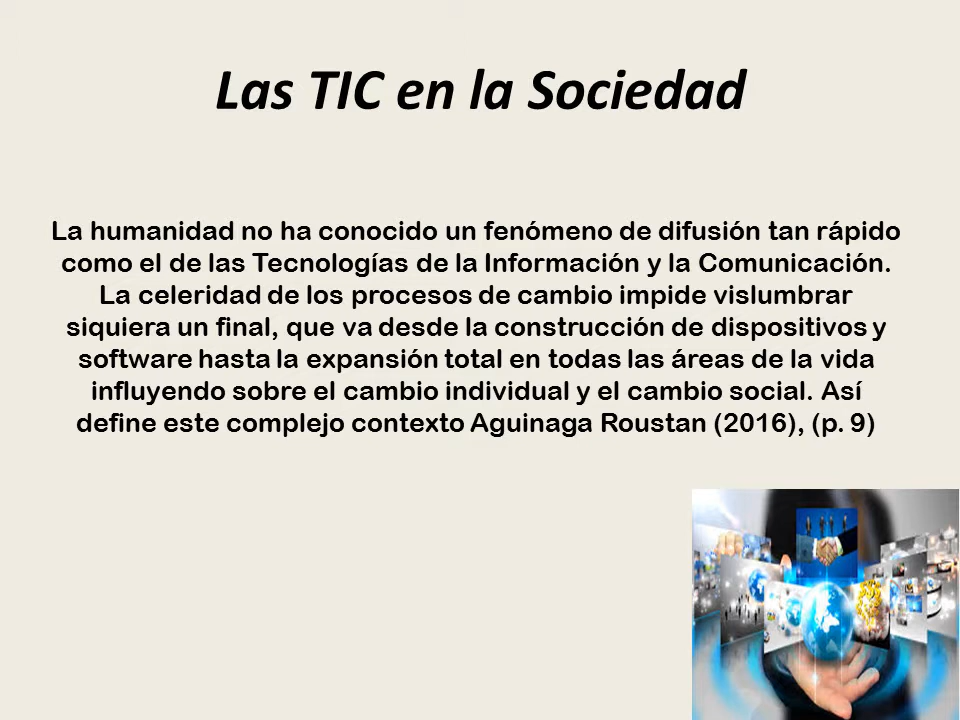 Las TIC en la Sociedad
La humanidad no ha conocido un fenómeno de difusión tan rápido
como el de las Tecnologías de la Información y la Comunicación.
La celeridad de los procesos de cambio impide vislumbrar
siquiera un final, que va desde la construcción de dispositivos y
software hasta la expansión total en todas las áreas de la vida
influyendo sobre el cambio individual y el cambio social. Así
define este complejo contexto Aguinaga Roustan (2016), (p. 9)